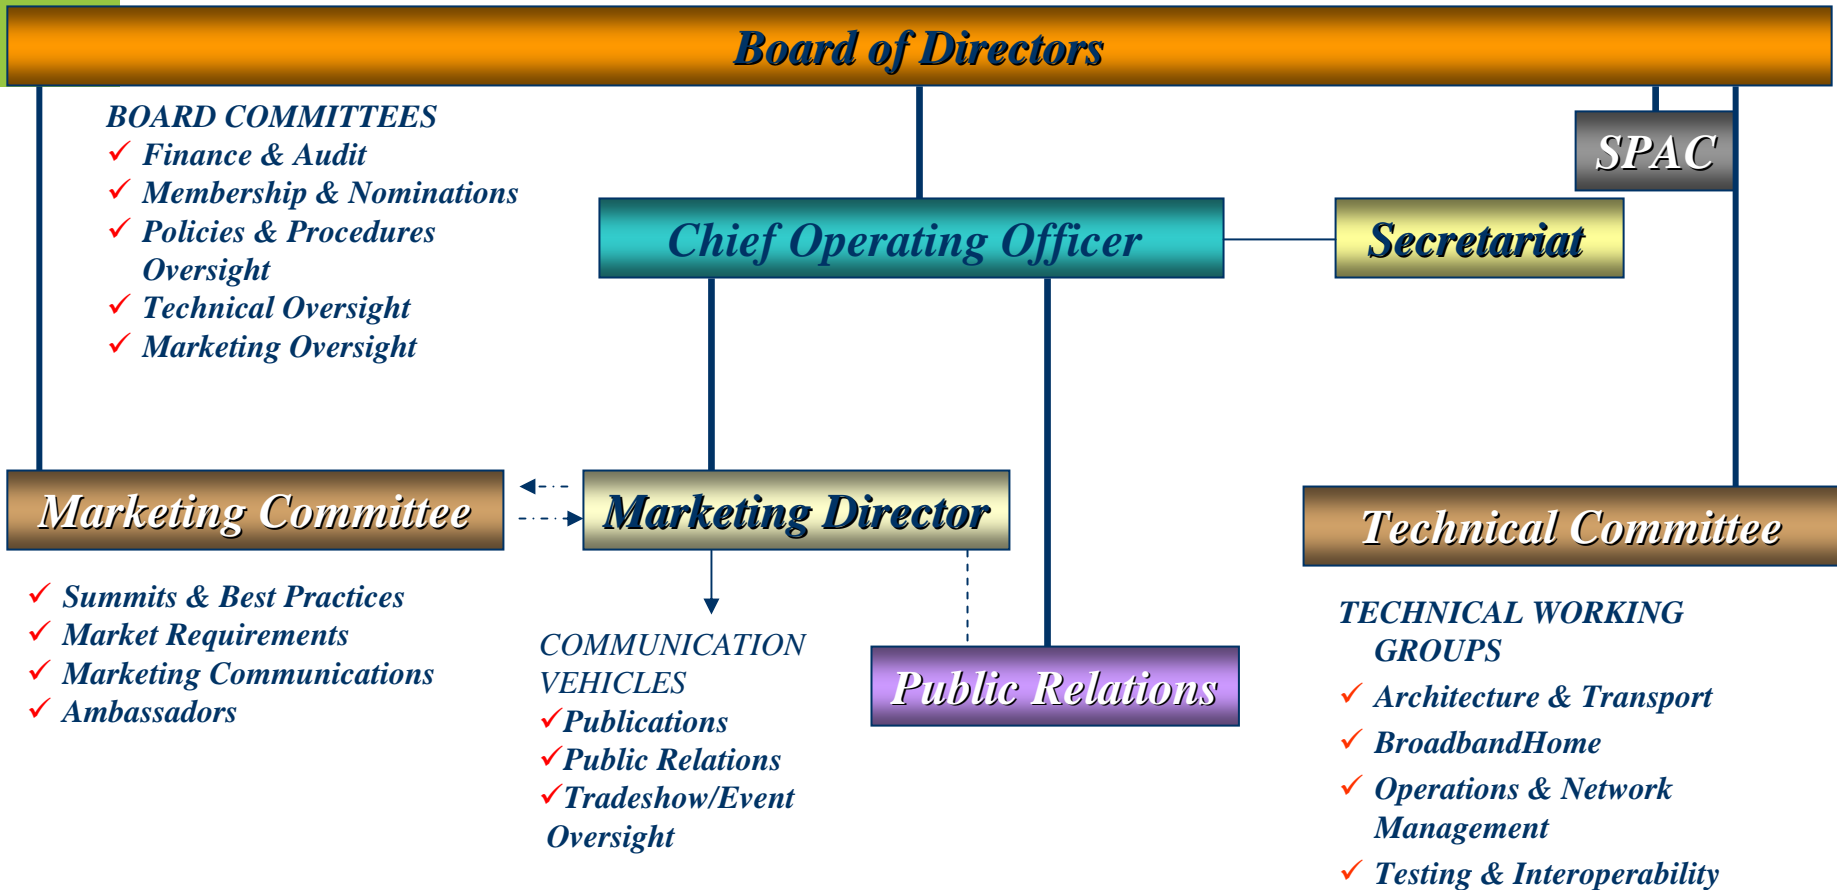 Board of Directors
BOARD COMMITTEES
✓ Finance & Audit
✓ Membership & Nominations
✓ Policies & Procedures
Oversight
✓ Technical Oversight
✓ Marketing Oversight
SPAC
Chief Operating Officer
Secretariat
Marketing Committee
Marketing Director
Technical Committee
✓ Summits & Best Practices
✓ Market Requirements
✓ Marketing Communications
✓ Ambassadors
COMMUNICATION
VEHICLES
✓Publications
✓Public Relations
✓Tradeshow/Event
Oversight
Public Relations
TECHNICAL WORKING
GROUPS
✓ Architecture & Transport
✓ BroadbandHome
✓ Operations & Network
Management
✓ Testing & Interoperability